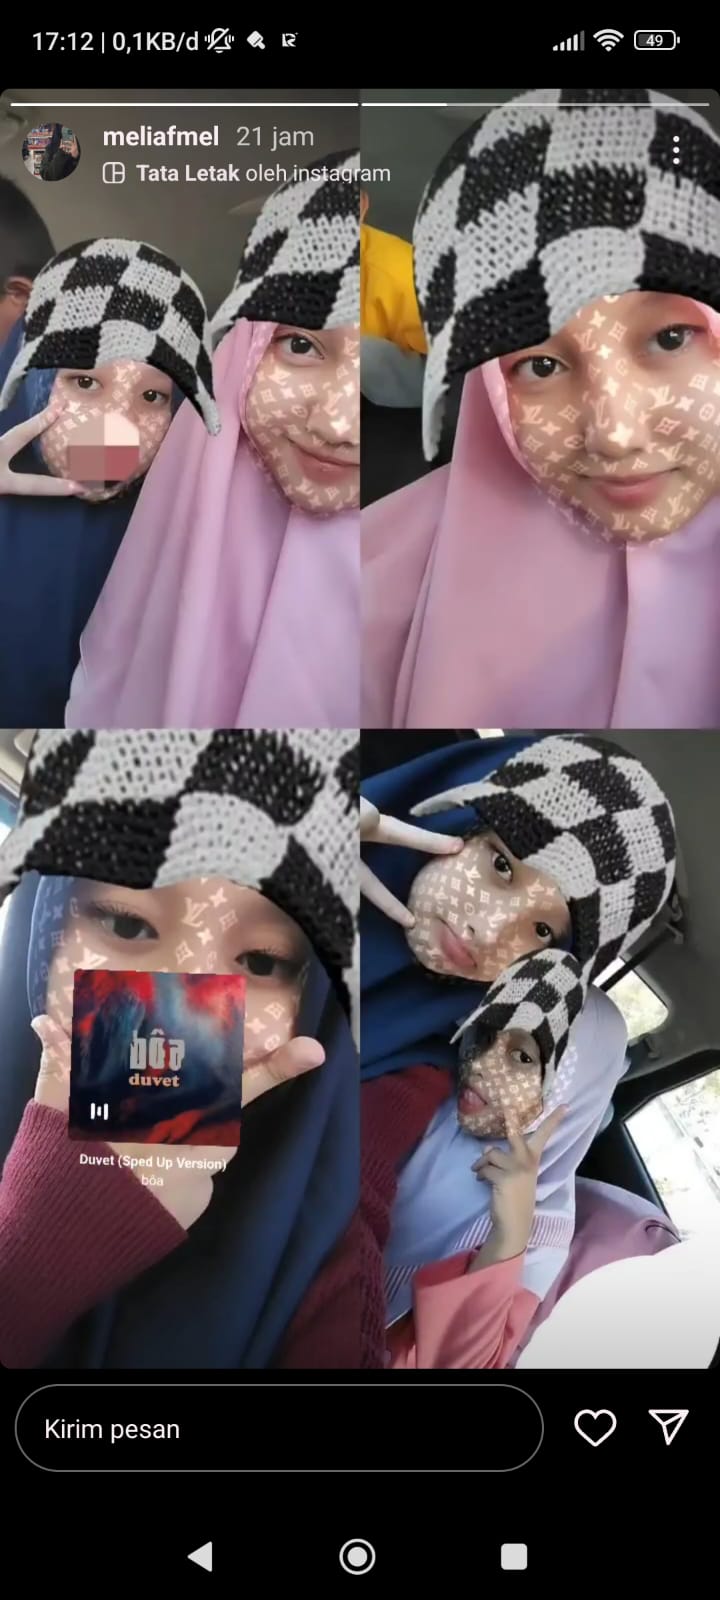 17:12 | 0,1KB/d
49
meliafmel 21 jam
Tata Letak oleh instagram
bôa
duvet
Duvet (Sped Up Version)
bôa
Kirim pesan